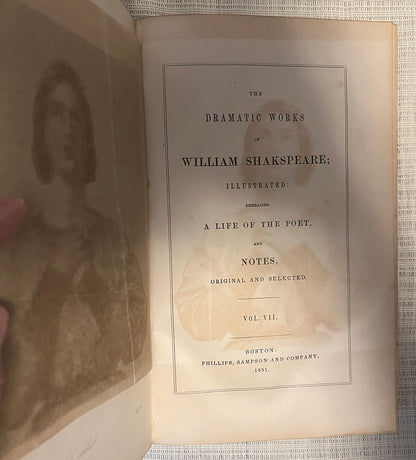 THE
DRAMATIC WORKS
OF
WILLIAM SHAKSPEARE;
ILLUSTRATED:
EMBRACING
A LIFE OF THE POET,
AND
NOTES,
ORIGINAL AND SELECTED.
VOL. VII.
BOSTON:
PHILLIPS, SAMPSON AND COMPANY.
1851.